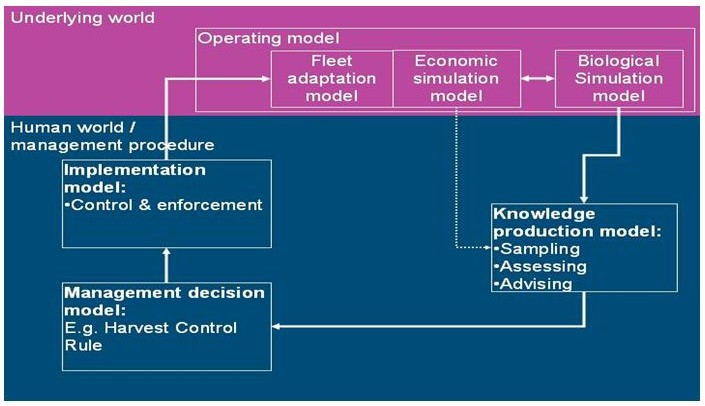 Underlying world
Operating model
Fleet
adaptation
model
Economic
simulation
model
Biological
Simulation
model
Human world /
management procedure
Implementation
model:
•Control & enforcement
Knowledge
production model:
•Sampling
•Assessing
•Advising
Management decision
model:
E.g. Harvest Control
Rule